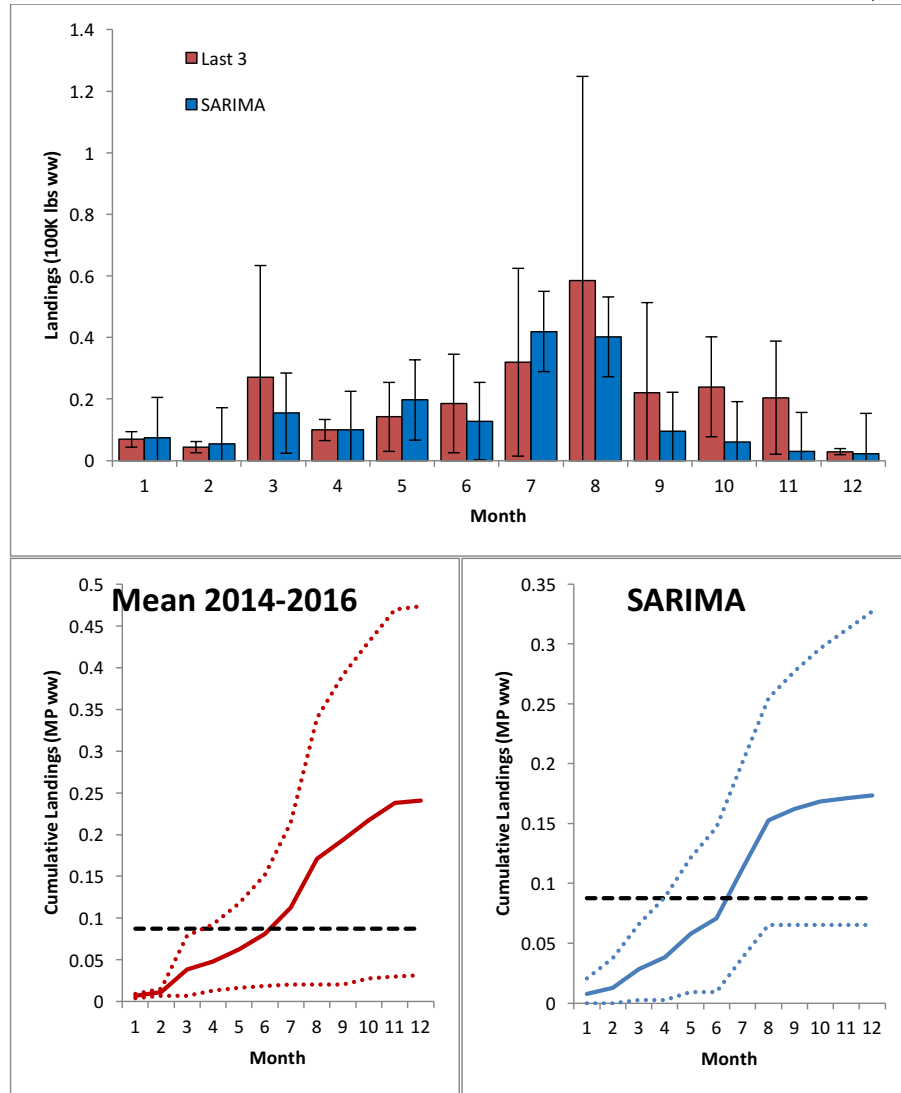 1.4
1.2
1
0.8
0.6
0.4
0.2
0
Landings (100K lbs ww)
Last 3
SARIMA
1 2 3 4 5 6 7 8 9 10 11 12
Month
Mean 2014-2016
0.5
0.45
0.4
0.35
0.3
0.25
0.2
0.15
0.1
0.05
0
Cumulative Landings (MP ww)
1 2 3 4 5 6 7 8 9 10 11 12
Month
SARIMA
0.35
0.3
0.25
0.2
0.15
0.1
0.05
0
Cumulative Landings (MP ww)
1 2 3 4 5 6 7 8 9 10 11 12
Month